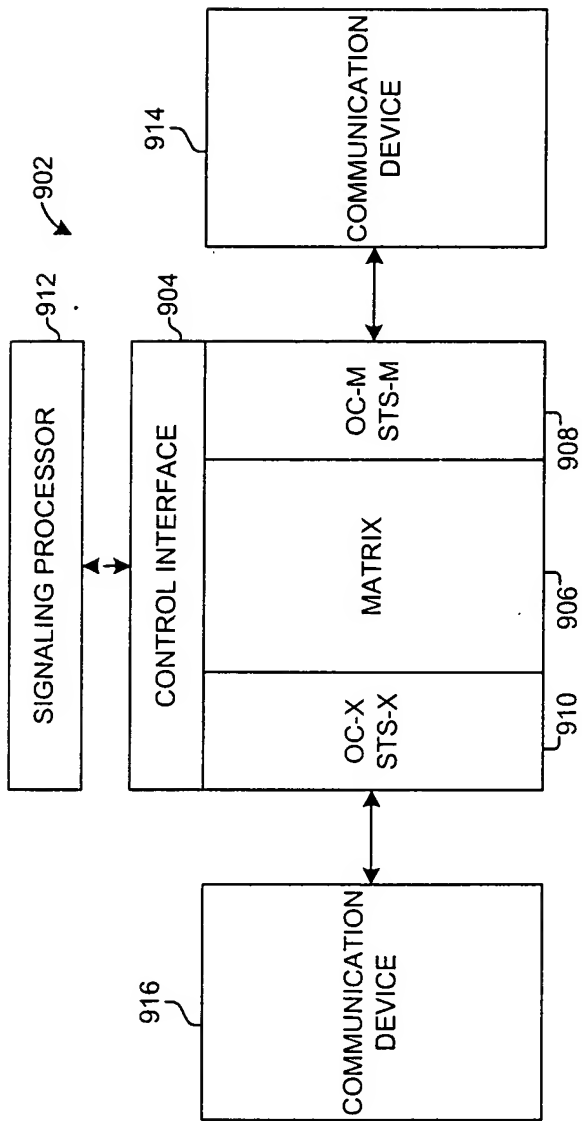 902
SIGNALING PROCESSOR
912
CONTROL INTERFACE
904
916
COMMUNICATION
DEVICE
OC-X
STS-X
MATRIX
OC-M
STS-M
914
COMMUNICATION
DEVICE
910
906
908